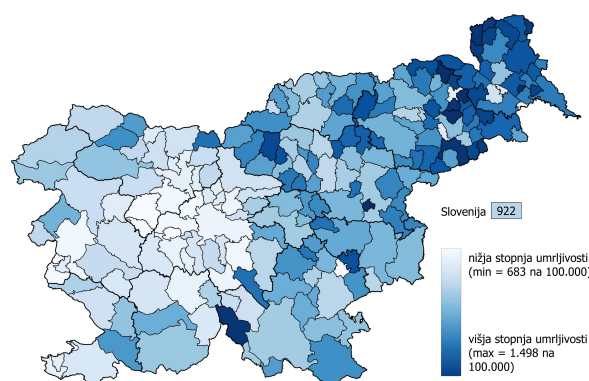 Slovenija 922
nižja stopnja umrljivosti
(min = 683 na 100.000)
višja stopnja umrljivosti
(max = 1.498 na
100.000)